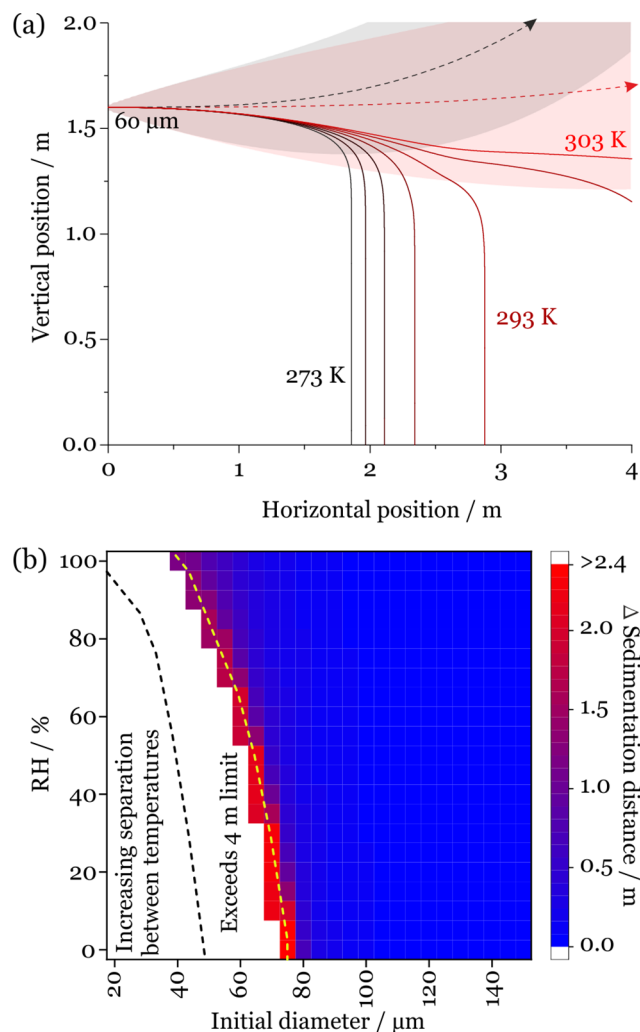 (a)
2.0
1.5
1.0
0.5
0.0
Vertical position / m
60 µm
303 K
293 K
273 K
0
1
2
3
4
Horizontal position / m
(b)
100
80
60
40
20
0
RH / %
Increasing separation
between temperatures
Exceeds 4 m limit
20
40
60
80
100
120
140
Initial diameter / µm
>2.4
2.0
1.5
1.0
0.5
0.0
Δ Sedimentation distance / m